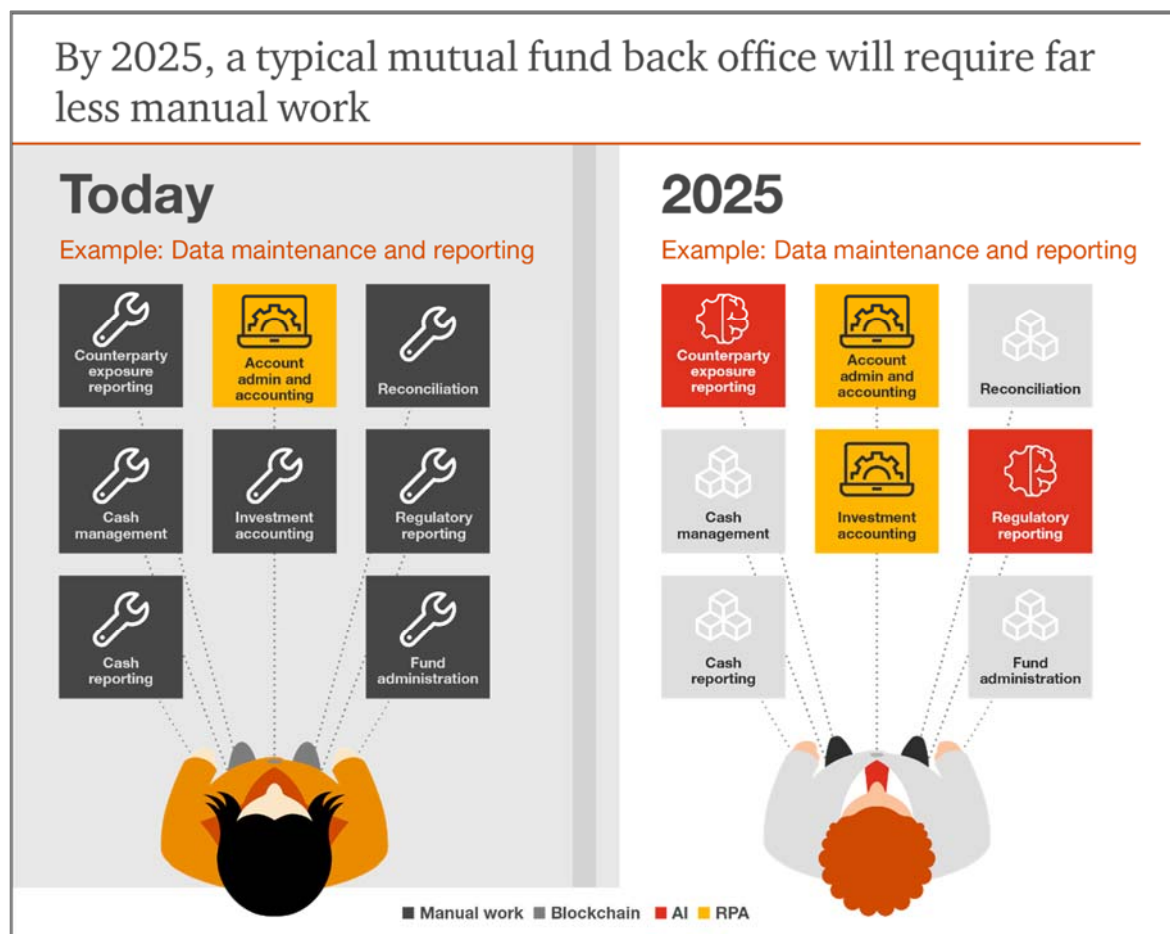 By 2025, a typical mutual fund back office will require far
less manual work
Today
Example: Data maintenance and reporting
Counterparty
exposure
reporting
Account
admin and
accounting
Reconciliation
Cash
management
Investment
accounting
Regulatory
reporting
Cash
reporting
Fund
administration
2025
Example: Data maintenance and reporting
Counterparty
exposure
reporting
Account
admin and
accounting
Reconciliation
Cash
management
Investment
accounting
Regulatory
reporting
Cash
reporting
Fund
administration
Manual work Blockchain AI RPA